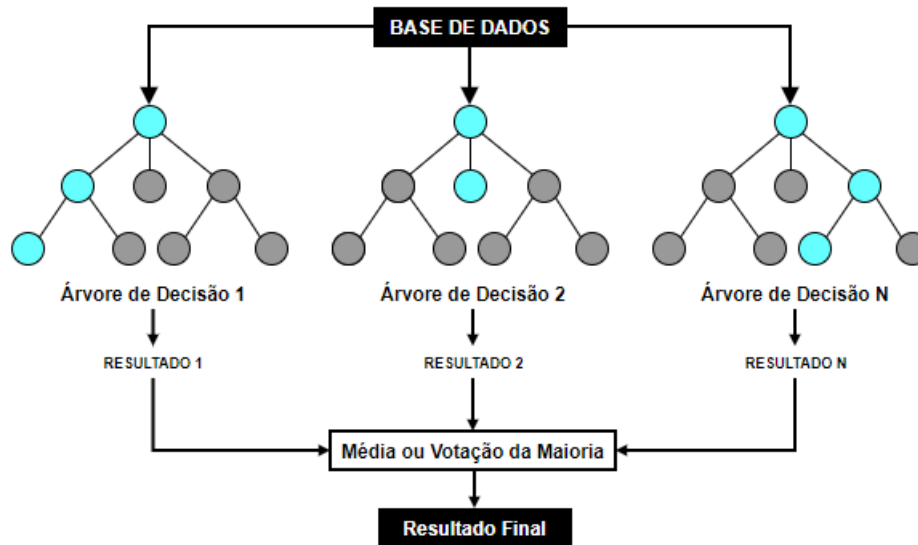 BASE DE DADOS
Árvore de Decisão 1
Árvore de Decisão 2
Árvore de Decisão N
RESULTADO 1
RESULTADO 2
RESULTADO N
Média ou Votação da Maioria
Resultado Final